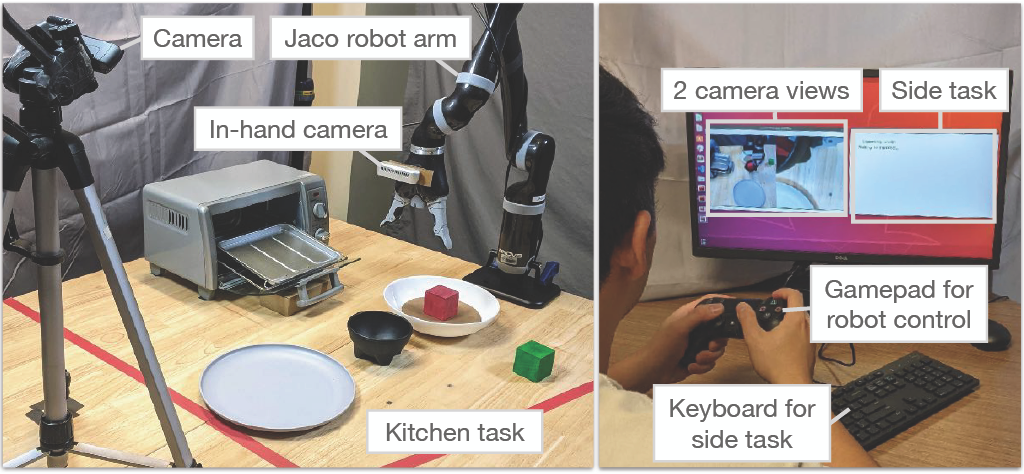 Camera
Jaco robot arm
In-hand camera
Kitchen task
2 camera views
Side task
Gamepad for
robot control
Keyboard for
side task
DELL